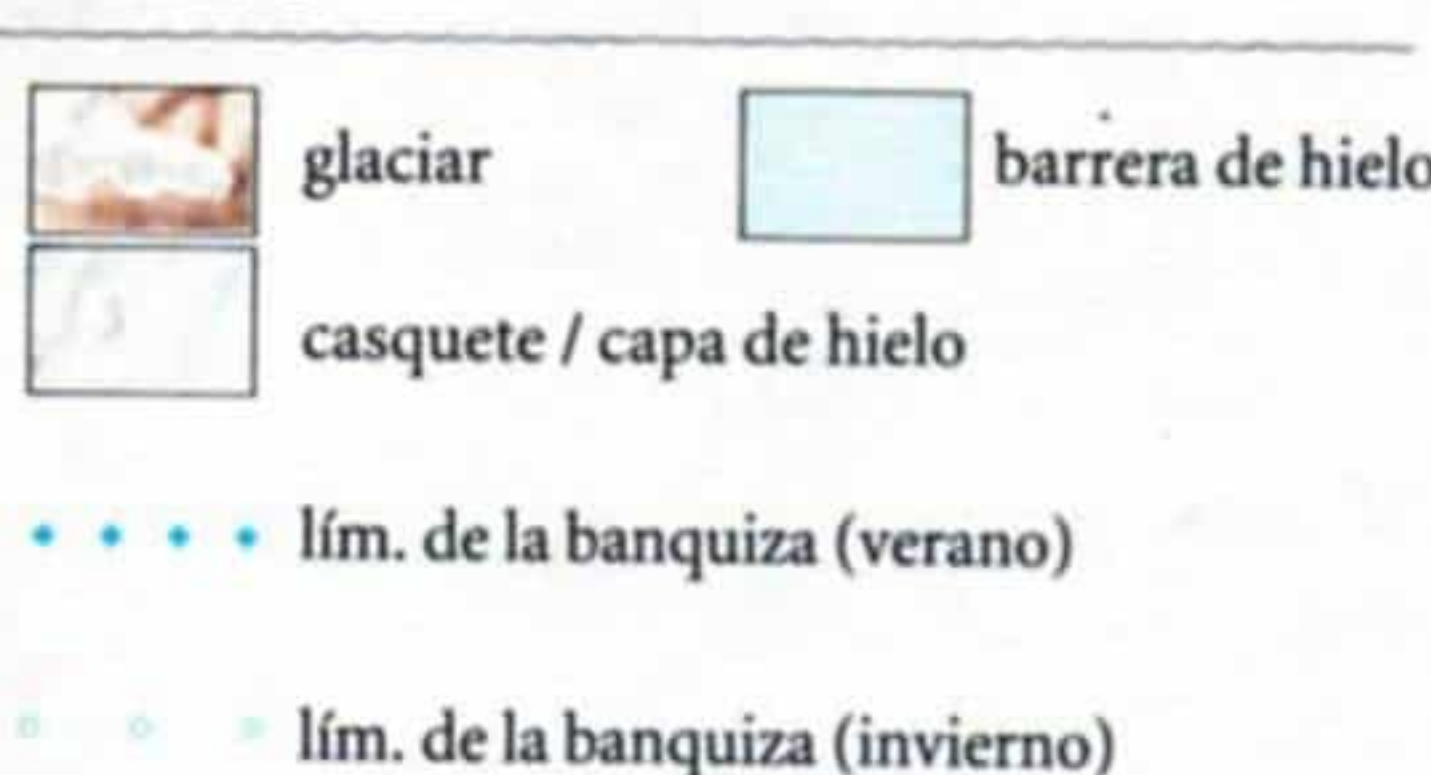 glaciar
barrera de hielo
casquete / capa de hielo
lím. de la banquiza (verano)
lím. de la banquiza (invierno)